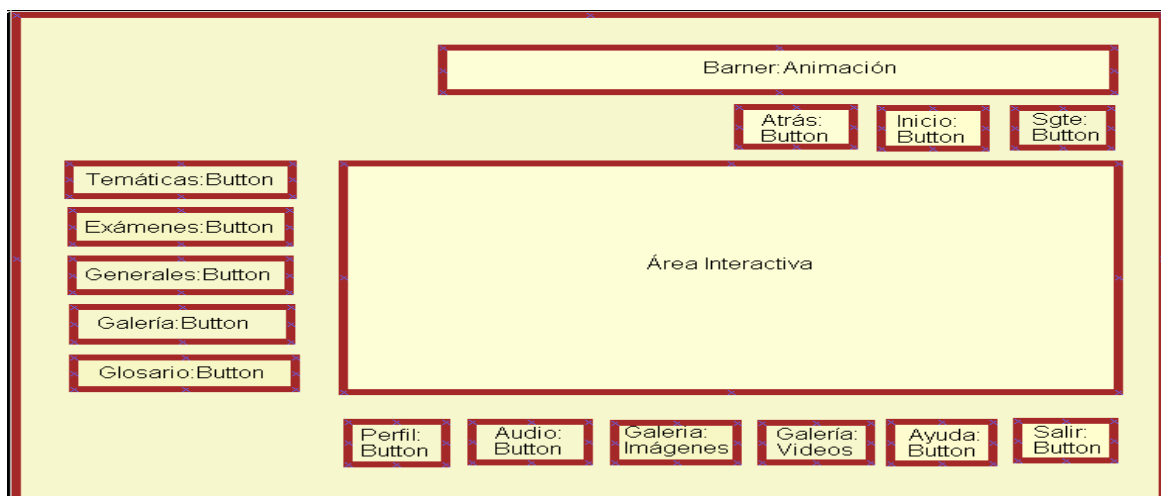 Barner:Animación
Atrás:
Button
Inicio:
Button
Sgte:
Button
Temáticas:Button
Exámenes:Button
Generales:Button
Galería:Button
Glosario:Button
Área Interactiva
Perfil:
Button
Audio:
Button
Galería:
Imágenes
Galería:
Videos
Ayuda:
Button
Salir:
Button